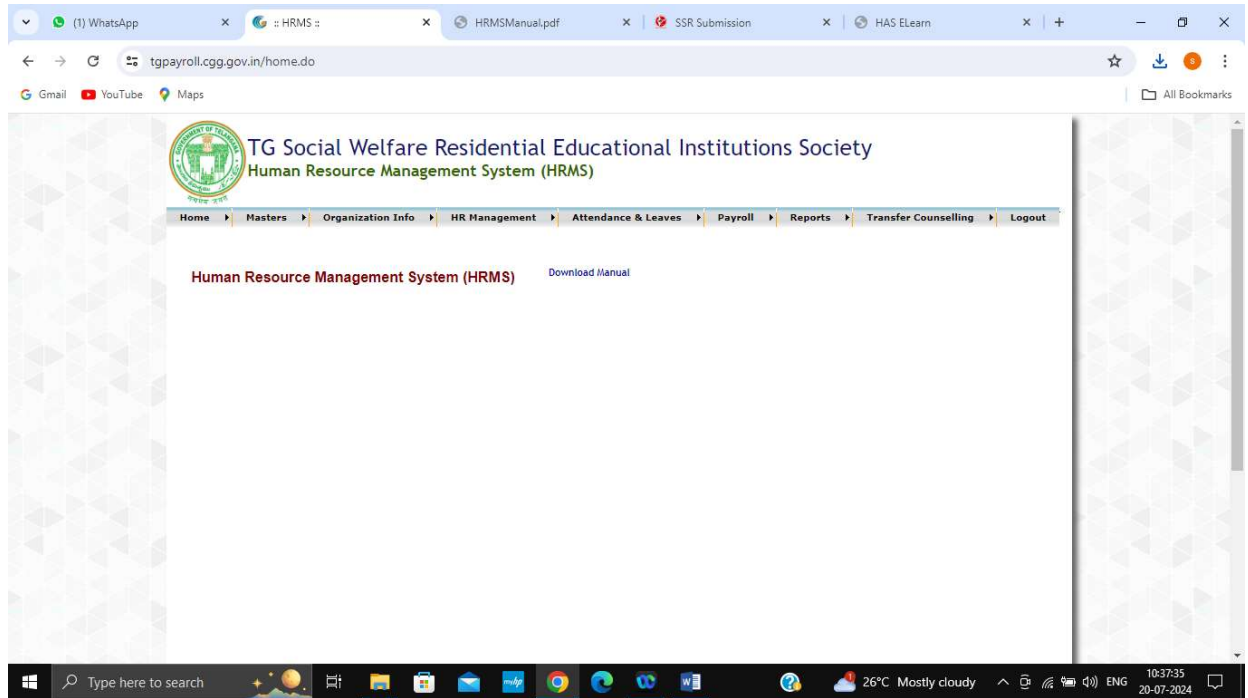 (1) WhatsApp
:: HRMS ::
HRMSManual.pdf
SSR Submission
HAS ELearn
tgpayroll.cgg.gov.in/home.do
S
Gmail
YouTube
Maps
All Bookmarks
GOVERNMENT OF TELANGANA
TG Social Welfare Residential Educational Institutions Society
Human Resource Management System (HRMS)
Home
Masters
Organization Info
HR Management
Attendance & Leaves
Payroll
Reports
Transfer Counselling
Logout
Human Resource Management System (HRMS)
Download Manual
Type here to search
26°C Mostly cloudy
ENG
10:37:35
20-07-2024